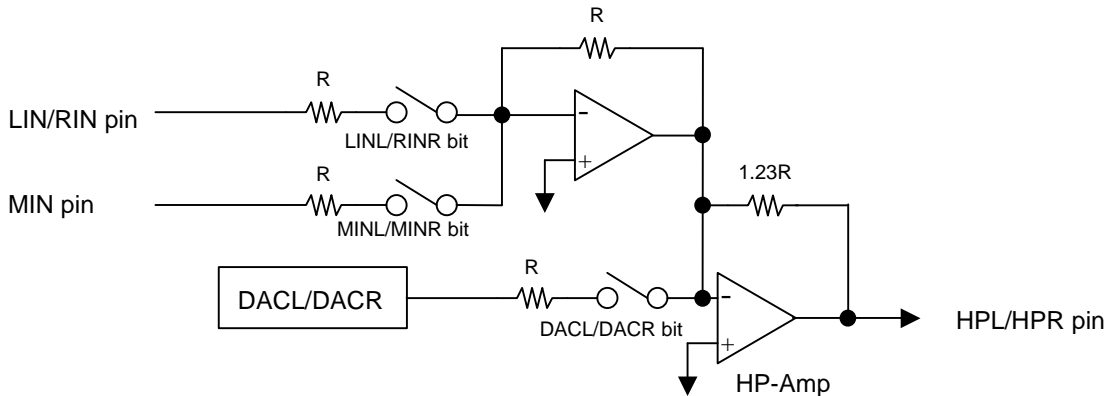 R
R
LIN/RIN pin
LINL/RINR bit
-
+
R
MIN pin
MINL/MINR bit
1.23R
R
DACL/DACR
DACL/DACR bit
-
+
HPL/HPR pin
HP-Amp